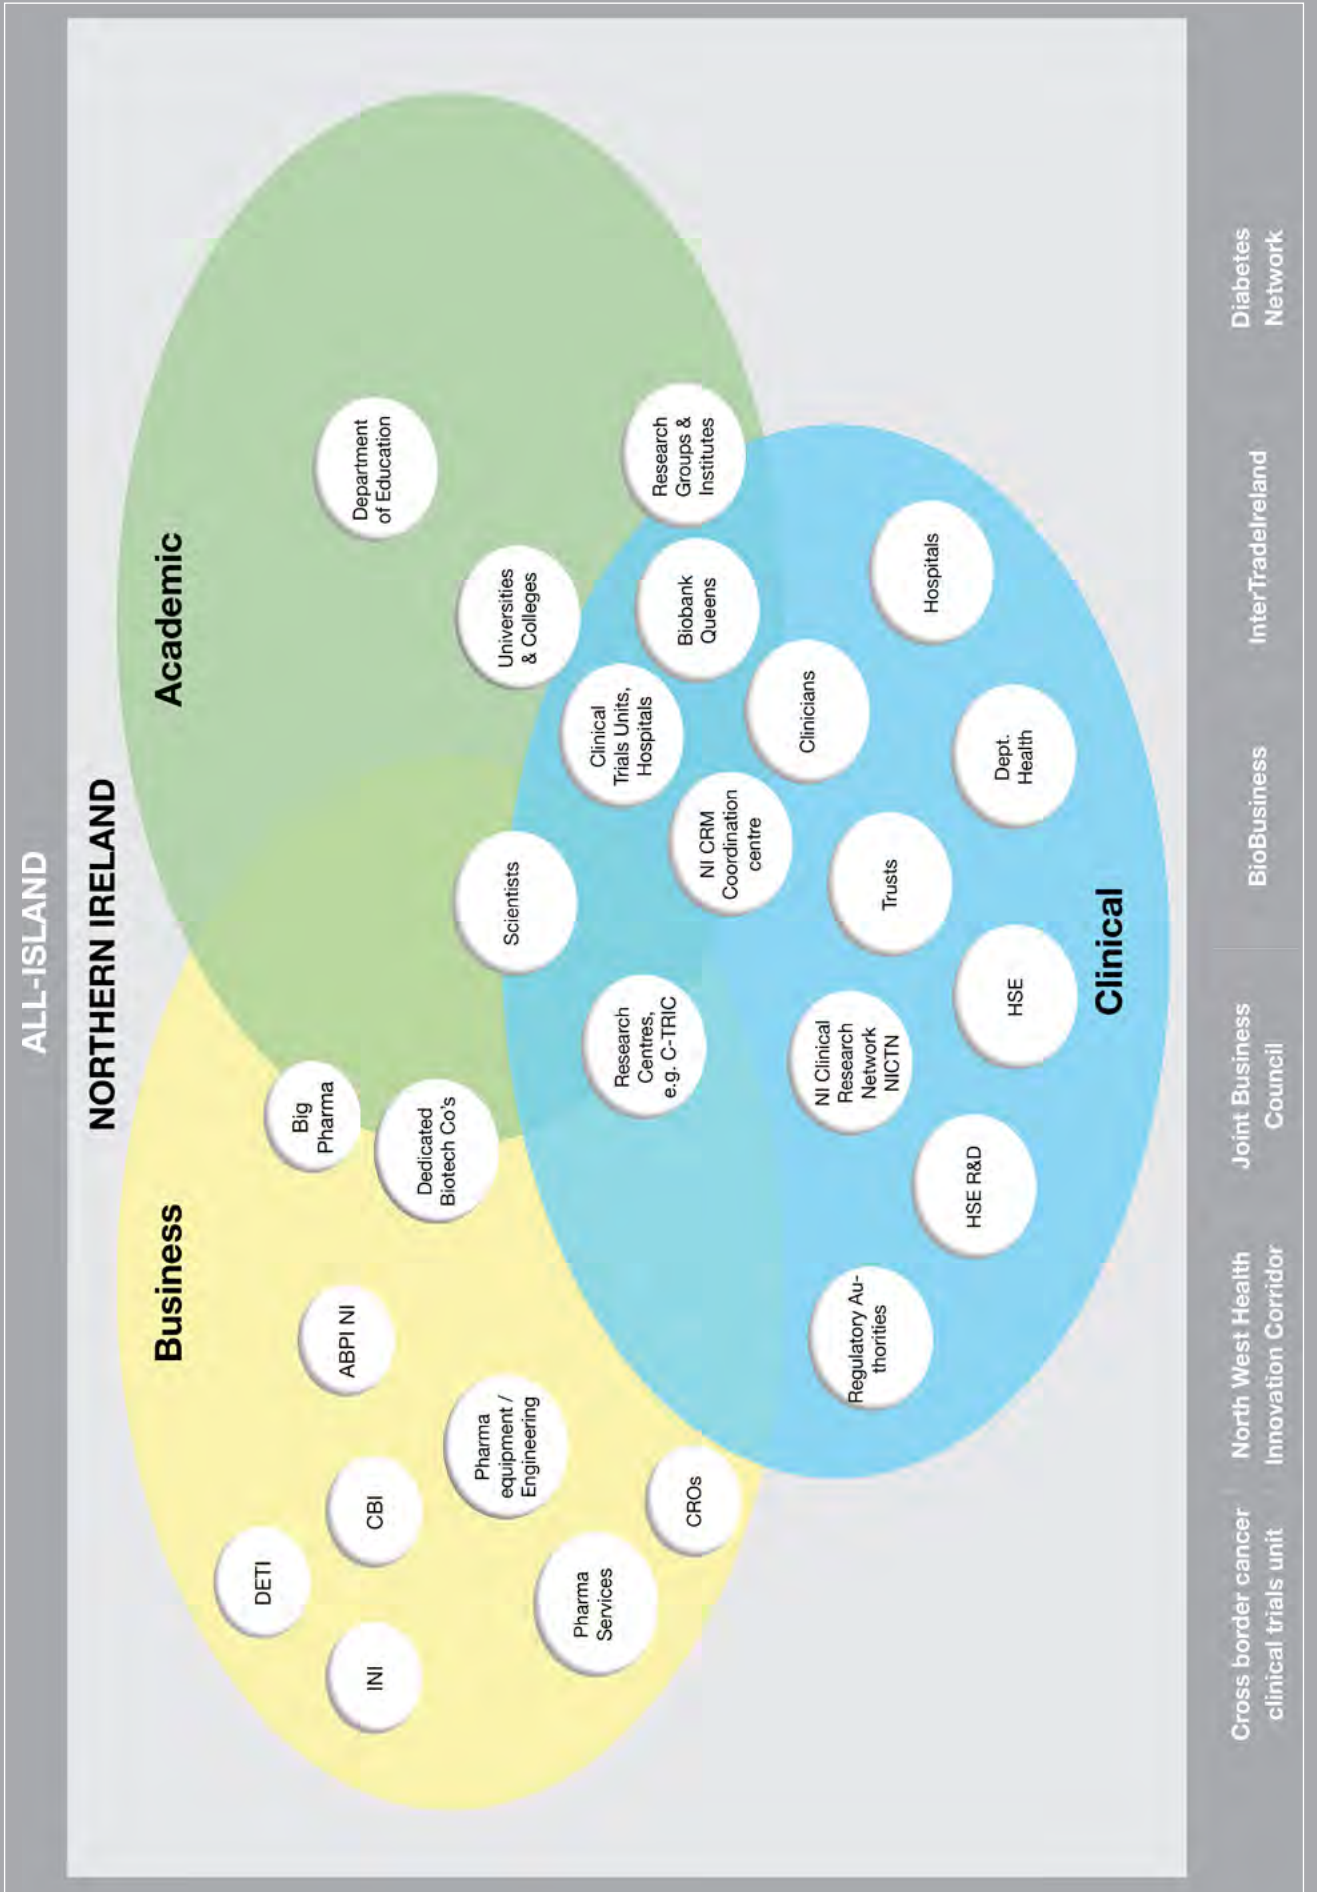 ALL-ISLAND
NORTHERN IRELAND
Business
Academic
DETI
INI
CBI
ABPI NI
Big
Pharma
Dedicated
Biotech Co's
Pharma
equipment /
Engineering
Pharma
Services
CROs
Department
of Education
Universities
& Colleges
Research
Groups &
Institutes
Scientists
Clinical
Trials Units,
Hospitals
Biobank
Queens
Research
Centres,
e.g. C-TRIC
NI CRM
Coordination
centre
Clinicians
Regulatory Au-
thorities
NI Clinical
Research
Network
NICTN
Trusts
Hospitals
HSE R&D
HSE
Dept.
Health
Clinical
Cross border cancer
clinical trials unit
North West Health
Innovation Corridor
Joint Business
Council
BioBusiness
InterTradeIreland
Diabetes
Network